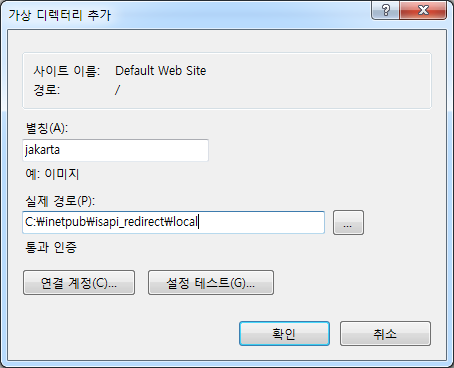 가상 디렉터리 추가
사이트 이름: Default Web Site
경로: /
별칭(A):
jakarta
예: 이미지
실제 경로(P):
C:₩inetpub₩isapi_redirect₩local
...
통과 인증
연결 계정(C)...
설정 테스트(G)...
확인
취소